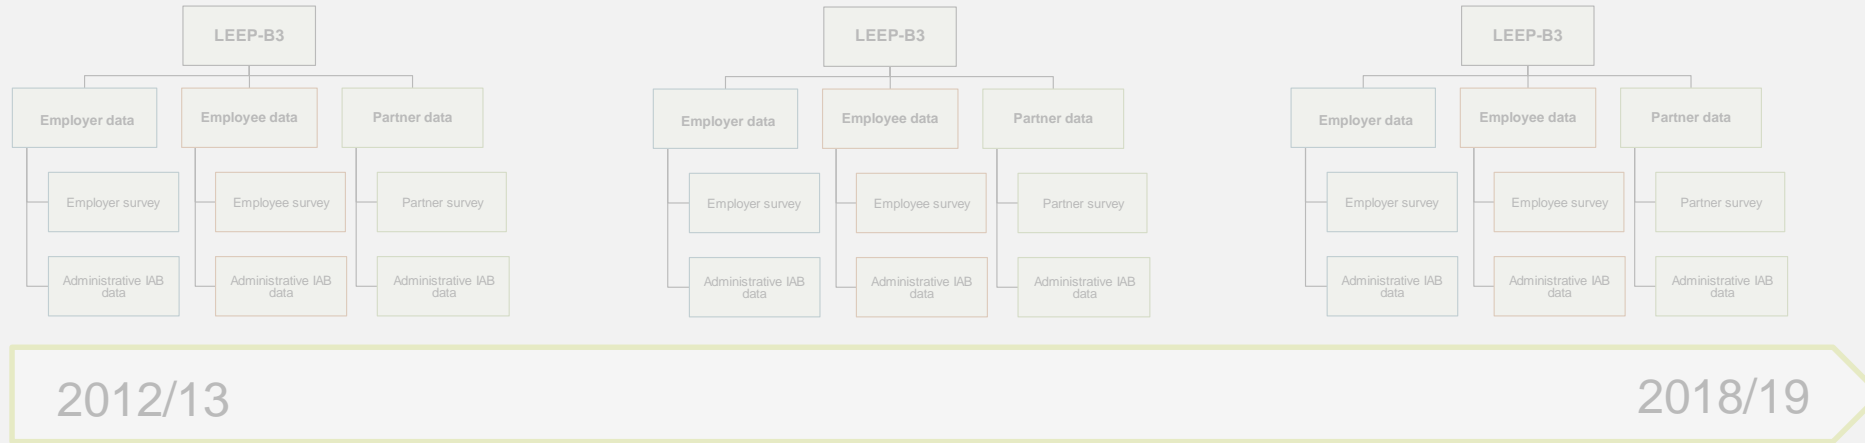 LEEP-B3
Employer data
Employee data
Partner data
Employer survey
Employee survey
Partner survey
Administrative IAB
data
Administrative IAB
data
Administrative IAB
data
LEEP-B3
Employer data
Employee data
Partner data
Employer survey
Employee survey
Partner survey
Administrative IAB
data
Administrative IAB
data
Administrative IAB
data
LEEP-B3
Employer data
Employee data
Partner data
Employer survey
Employee survey
Partner survey
Administrative IAB
data
Administrative IAB
data
Administrative IAB
data
2012/13
2018/19